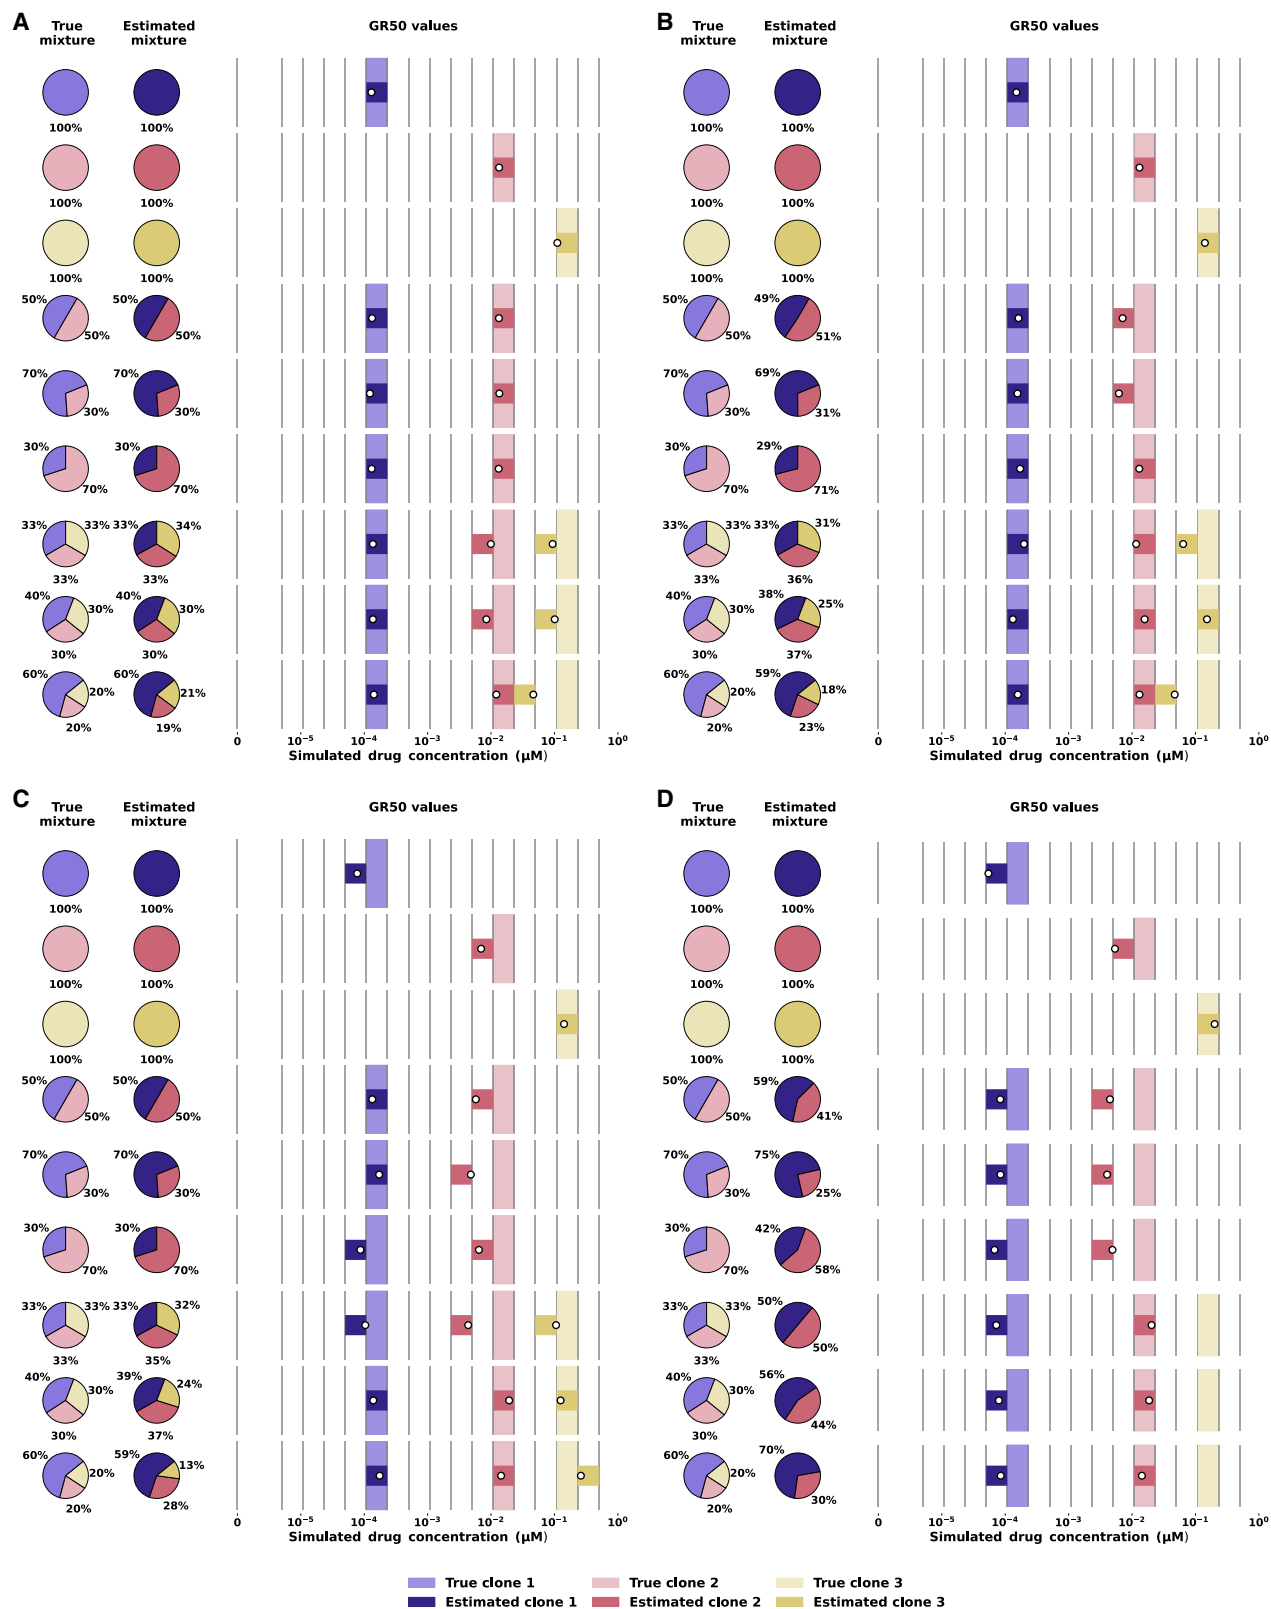 A
True
mixture
Estimated
mixture
GR50 values
100% 100%
100% 100%
100% 100%
50% 50% 50% 50%
70% 30% 70% 30%
30% 70% 30% 70%
33% 33% 33% 33% 34% 33%
40% 30% 30% 40% 30% 30%
60% 20% 20% 60% 21% 19%
0 10⁻⁵ 10⁻⁴ 10⁻³ 10⁻² 10⁻¹ 10⁰
Simulated drug concentration (μM)
B
True
mixture
Estimated
mixture
GR50 values
100% 100%
100% 100%
100% 100%
50% 50% 49% 51%
70% 30% 69% 31%
30% 70% 29% 71%
33% 33% 33% 33% 31% 36%
40% 30% 30% 38% 25% 37%
60% 20% 20% 59% 18% 23%
0 10⁻⁵ 10⁻⁴ 10⁻³ 10⁻² 10⁻¹ 10⁰
Simulated drug concentration (μM)
C
True
mixture
Estimated
mixture
GR50 values
100% 100%
100% 100%
100% 100%
50% 50% 50% 50%
70% 30% 70% 30%
30% 70% 30% 70%
33% 33% 33% 33% 32% 35%
40% 30% 30% 39% 24% 37%
60% 20% 20% 59% 13% 28%
0 10⁻⁵ 10⁻⁴ 10⁻³ 10⁻² 10⁻¹ 10⁰
Simulated drug concentration (μM)
D
True
mixture
Estimated
mixture
GR50 values
100% 100%
100% 100%
100% 100%
50% 50% 59% 41%
70% 30% 75% 25%
30% 70% 42% 58%
33% 33% 33% 50% 50%
40% 30% 30% 56% 44%
60% 20% 20% 70% 30%
0 10⁻⁵ 10⁻⁴ 10⁻³ 10⁻² 10⁻¹ 10⁰
Simulated drug concentration (μM)
True clone 1 True clone 2 True clone 3
Estimated clone 1 Estimated clone 2 Estimated clone 3